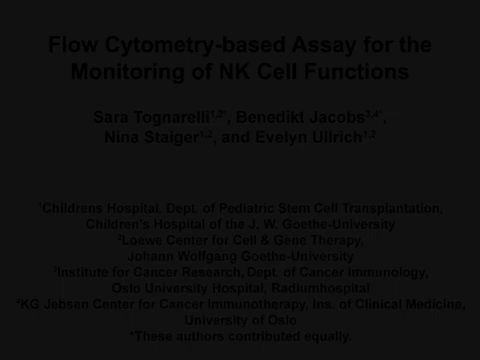 Flow Cytometry-based Assay for the
Monitoring of NK Cell Functions
Sara Tognarelli¹,²*, Benedikt Jacobs³,⁴*,
Nina Staiger¹,², and Evelyn Ullrich¹,²
¹Childrens Hospital, Dept. of Pediatric Stem Cell Transplantation,
Children's Hospital of the J. W. Goethe-University
²Loewe Center for Cell & Gene Therapy,
Johann Wolfgang Goethe-University
³Institute for Cancer Research, Dept. of Cancer Immunology,
Oslo University Hospital, Radiumhospital
⁴KG Jebsen Center for Cancer Immunotherapy, Ins. of Clinical Medicine,
University of Oslo
*These authors contributed equally.